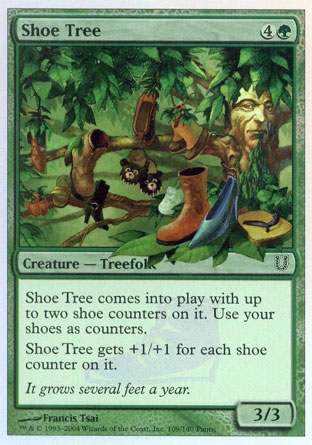 Shoe Tree 4
Creature — Treefolk
Shoe Tree comes into play with up
to two shoe counters on it. Use your
shoes as counters.
Shoe Tree gets +1/+1 for each shoe
counter on it.
It grows several feet a year.
Francis Tsai
™ & © 1993–2004 Wizards of the Coast, Inc. 109/140 Pants.
3/3